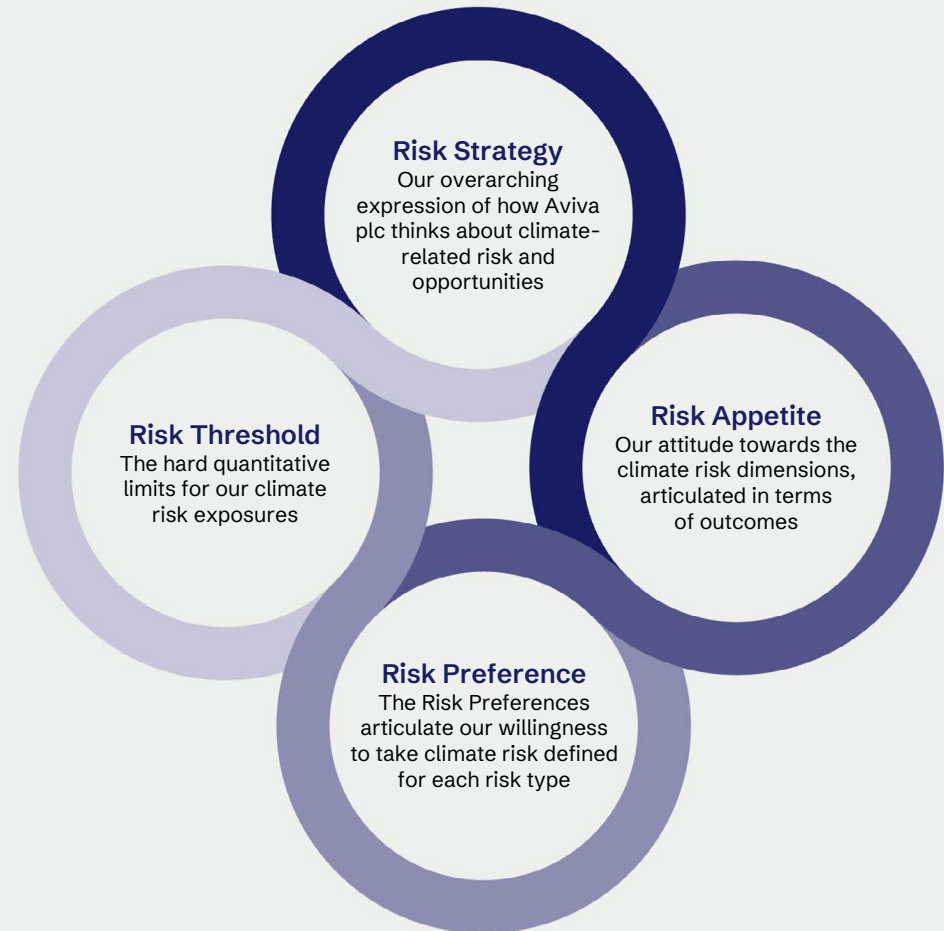 Risk Strategy
Our overarching
expression of how Aviva
plc thinks about climate-
related risk and
opportunities
Risk Appetite
Our attitude towards the
climate risk dimensions,
articulated in terms
of outcomes
Risk Preference
The Risk Preferences
articulate our willingness
to take climate risk defined
for each risk type
Risk Threshold
The hard quantitative
limits for our climate
risk exposures